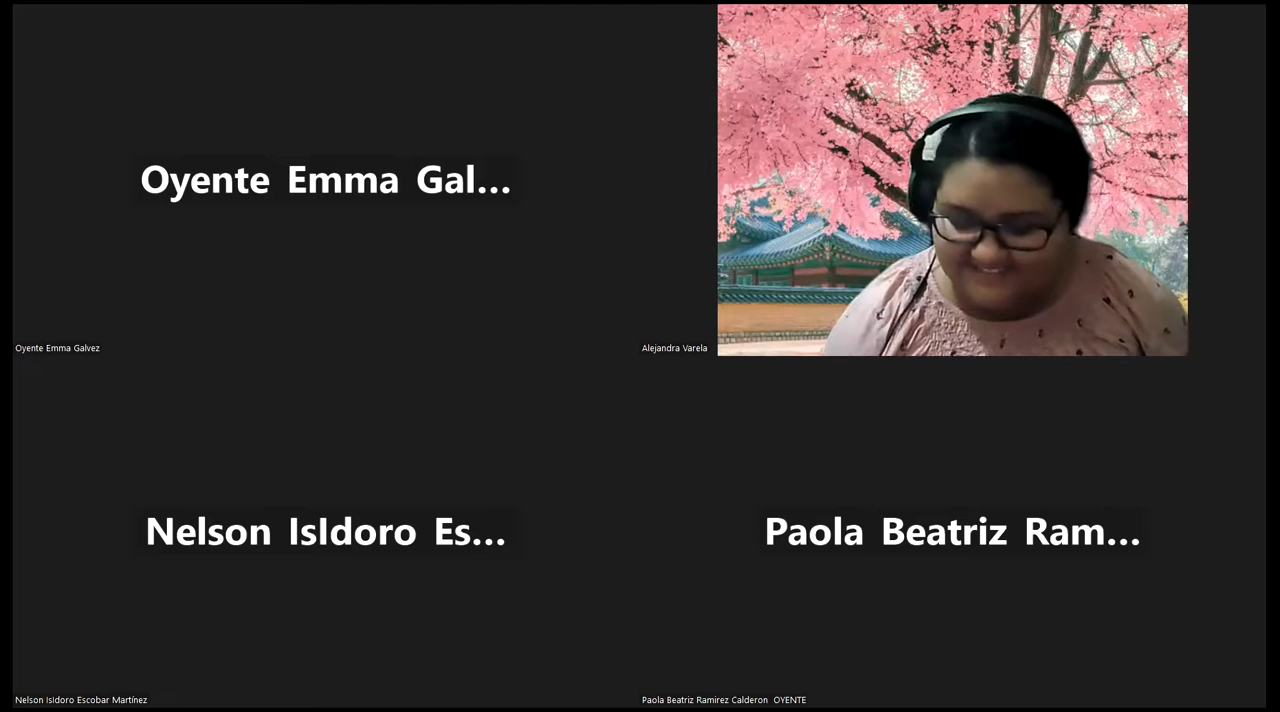 Oyente Emma Gal...
Oyente Emma Galvez
Alejandra Varela
Nelson IsIdoro Es...
Paola Beatriz Ram...
Nelson IsIdoro Escobar Martínez
Paola Beatriz Ramirez Calderon OYENTE